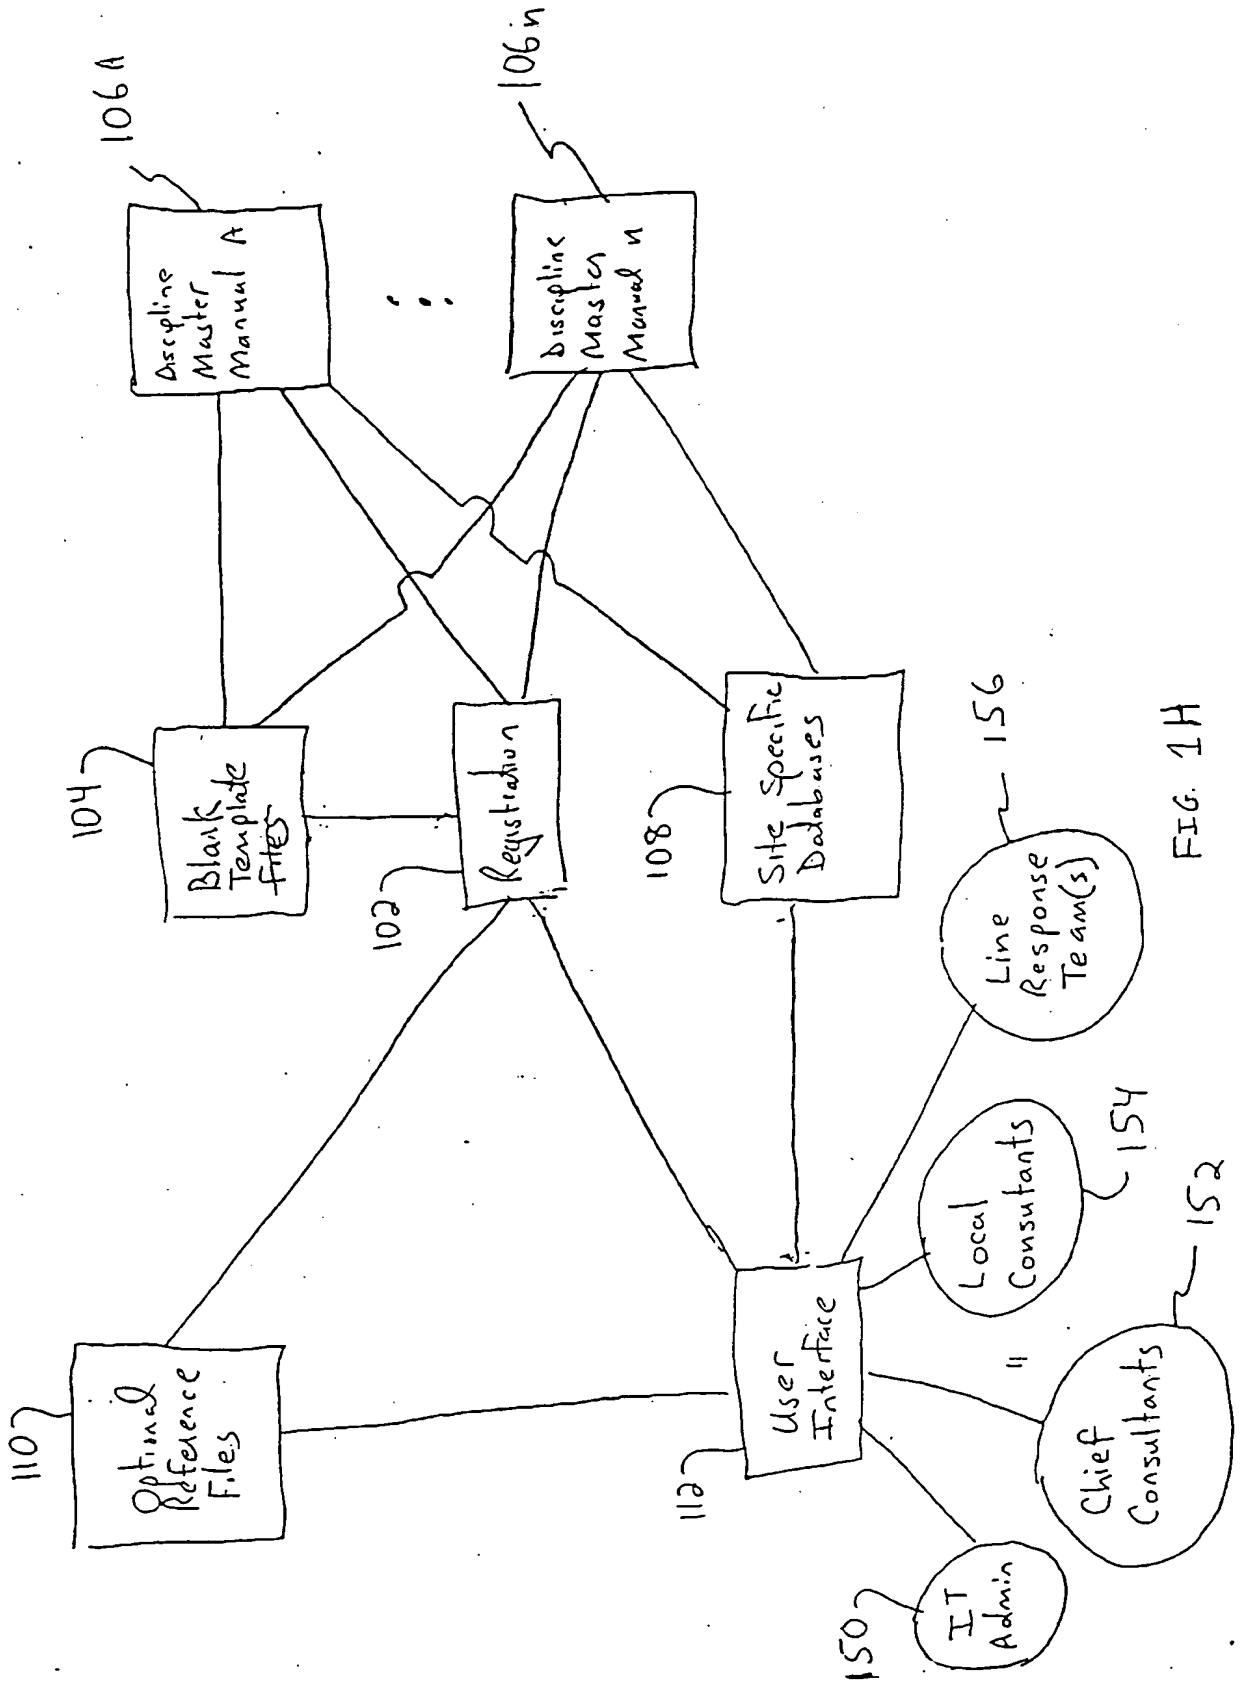 110
Optional
Reference
Files
104
Blank
Template
Files
106A
Discipline
Master
Manual A
102
Registration
106n
Discipline
Master
Manual n
112
User
Interface
108
Site Specific
Databases
150
IT
Admin
Chief
Consultants
152
Local
Consutants
154
Line
Response
Team(s)
156
FIG. 1H